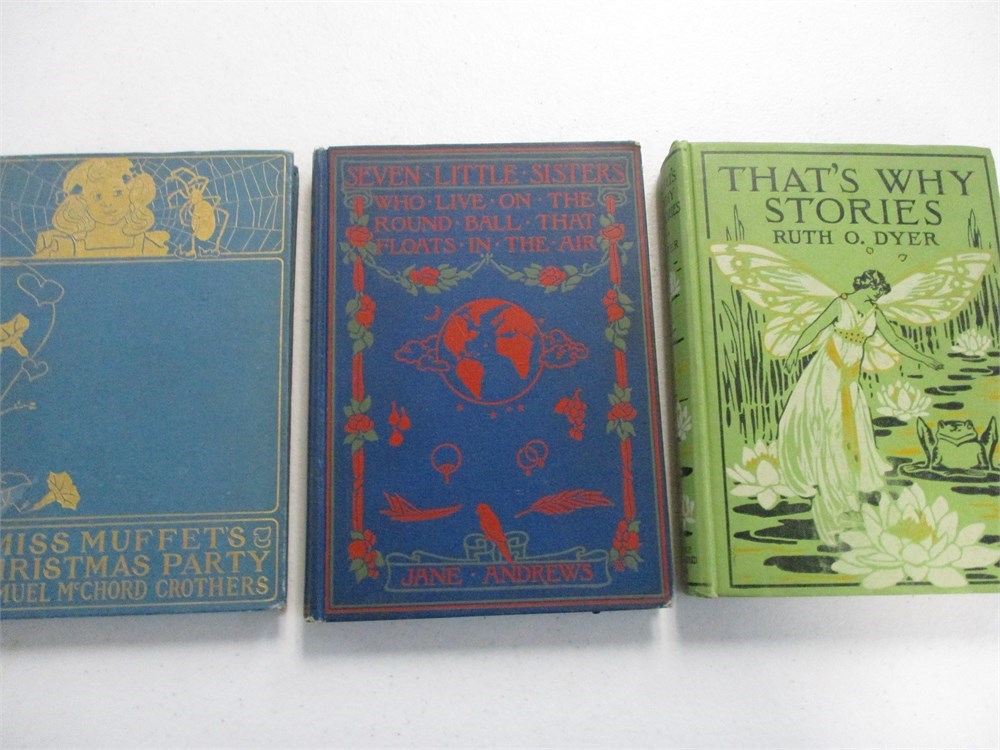 MISS MUFFET'S
CHRISTMAS PARTY
MUEL McCHORD CROTHERS
SEVEN · LITTLE · SISTERS
WHO · LIVE · ON · THE
ROUND · BALL · THAT
FLOATS · IN · THE · AIR
JANE · ANDREWS
THAT'S WHY
STORIES
RUTH O. DYER